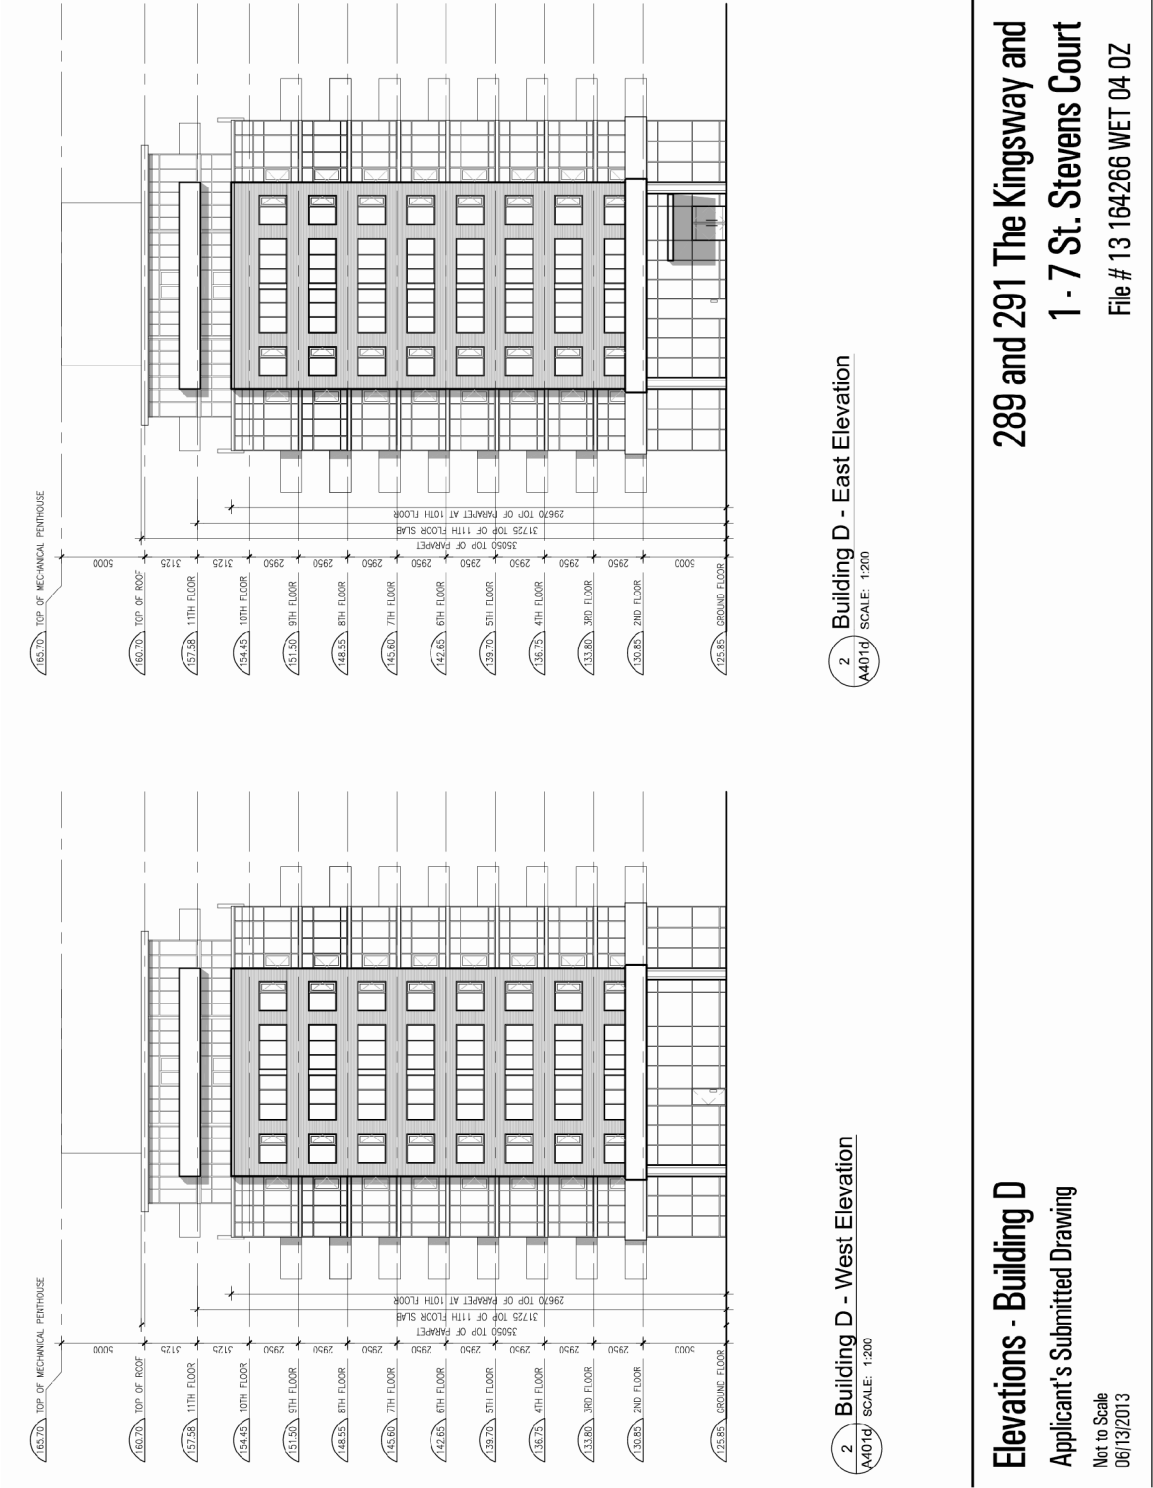 165.70 TOP OF MECHANICAL PENTHOUSE
160.70 TOP OF ROOF
157.58 11TH FLOOR
154.45 10TH FLOOR
151.50 9TH FLOOR
148.55 8TH FLOOR
145.60 7TH FLOOR
142.65 6TH FLOOR
139.70 5TH FLOOR
136.75 4TH FLOOR
133.80 3RD FLOOR
130.85 2ND FLOOR
125.85 GROUND FLOOR
5000
3125
3125
2950
2950
2950
2950
2950
2950
2950
2950
5000
35050 TOP OF PARAPET
31725 TOP OF 11TH FLOOR SLAB
29670 TOP OF PARAPET AT 10TH FLOOR
2
A401d
Building D - West Elevation
SCALE: 1:200
165.70 TOP OF MECHANICAL PENTHOUSE
160.70 TOP OF ROOF
157.58 11TH FLOOR
154.45 10TH FLOOR
151.50 9TH FLOOR
148.55 8TH FLOOR
145.60 7TH FLOOR
142.65 6TH FLOOR
139.70 5TH FLOOR
136.75 4TH FLOOR
133.80 3RD FLOOR
130.85 2ND FLOOR
125.85 GROUND FLOOR
5000
3125
3125
2950
2950
2950
2950
2950
2950
2950
2950
5000
35050 TOP OF PARAPET
31725 TOP OF 11TH FLOOR SLAB
29670 TOP OF PARAPET AT 10TH FLOOR
2
A401d
Building D - East Elevation
SCALE: 1:200
Elevations - Building D
Applicant's Submitted Drawing
Not to Scale
06/13/2013
289 and 291 The Kingsway and
1 - 7 St. Stevens Court
File # 13 164266 WET 04 OZ